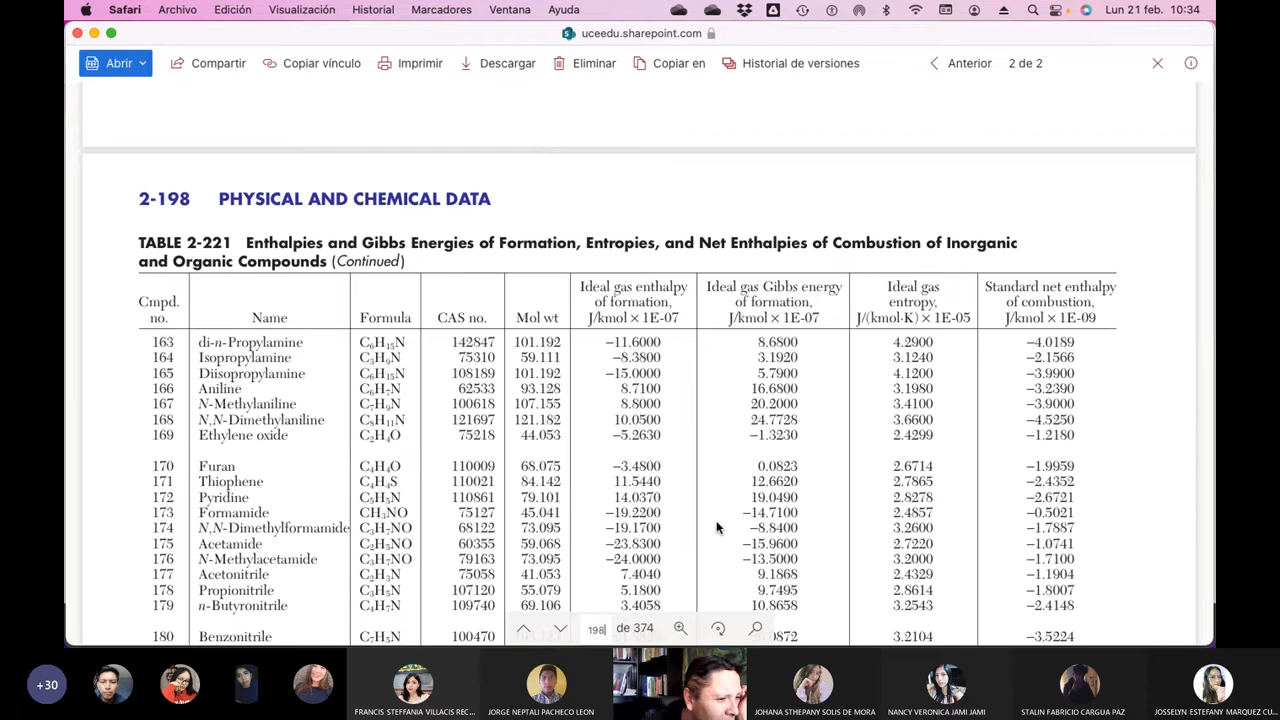 Safari Archivo Edición Visualización Historial Marcadores Ventana Ayuda Lun 21 feb. 10:34
uceedu.sharepoint.com
Abrir Compartir Copiar vínculo Imprimir Descargar Eliminar Copiar en Historial de versiones Anterior 2 de 2
2-198 PHYSICAL AND CHEMICAL DATA
TABLE 2-221 Enthalpies and Gibbs Energies of Formation, Entropies, and Net Enthalpies of Combustion of Inorganic
and Organic Compounds (Continued)
Ideal gas enthalpy Ideal gas Gibbs energy Ideal gas Standard net enthalpy
Cmpd. of formation, of formation, entropy, of combustion,
no. Name Formula CAS no. Mol wt J/kmol × 1E-07 J/kmol × 1E-07 J/(kmol·K) × 1E-05 J/kmol × 1E-09
163 di-n-Propylamine C₆H₁₅N 142847 101.192 −11.6000 8.6800 4.2900 −4.0189
164 Isopropylamine C₃H₉N 75310 59.111 −8.3800 3.1920 3.1240 −2.1566
165 Diisopropylamine C₆H₁₅N 108189 101.192 −15.0000 5.7900 4.1200 −3.9900
166 Aniline C₆H₇N 62533 93.128 8.7100 16.6800 3.1980 −3.2390
167 N-Methylaniline C₇H₉N 100618 107.155 8.8000 20.2000 3.4100 −3.9000
168 N,N-Dimethylaniline C₈H₁₁N 121697 121.182 10.0500 24.7728 3.6600 −4.5250
169 Ethylene oxide C₂H₄O 75218 44.053 −5.2630 −1.3230 2.4299 −1.2180
170 Furan C₄H₄O 110009 68.075 −3.4800 0.0823 2.6714 −1.9959
171 Thiophene C₄H₄S 110021 84.142 11.5440 12.6620 2.7865 −2.4352
172 Pyridine C₅H₅N 110861 79.101 14.0370 19.0490 2.8278 −2.6721
173 Formamide CH₃NO 75127 45.041 −19.2200 −14.7100 2.4857 −0.5021
174 N,N-Dimethylformamide C₃H₇NO 68122 73.095 −19.1700 −8.8400 3.2600 −1.7887
175 Acetamide C₂H₅NO 60355 59.068 −23.8300 −15.9600 2.7220 −1.0741
176 N-Methylacetamide C₃H₇NO 79163 73.095 −24.0000 −13.5000 3.2000 −1.7100
177 Acetonitrile C₂H₃N 75058 41.053 7.4040 9.1868 2.4329 −1.1904
178 Propionitrile C₃H₅N 107120 55.079 5.1800 9.7495 2.8614 −1.8007
179 n-Butyronitrile C₄H₇N 109740 69.106 3.4058 10.8658 3.2543 −2.4148
198 de 374
180 Benzonitrile C₇H₅N 100470 3.2104 −3.5224
+30 FRANCIS STEFFANIA VILLACIS REC... JORGE NEPTALI PACHECO LEON JOHANA STHEPANY SOLIS DE MORA NANCY VERONICA JAMI JAMI STALIN FABRICIO CARGUA PAZ JOSSELYN ESTEFANY MARQUEZ CU...